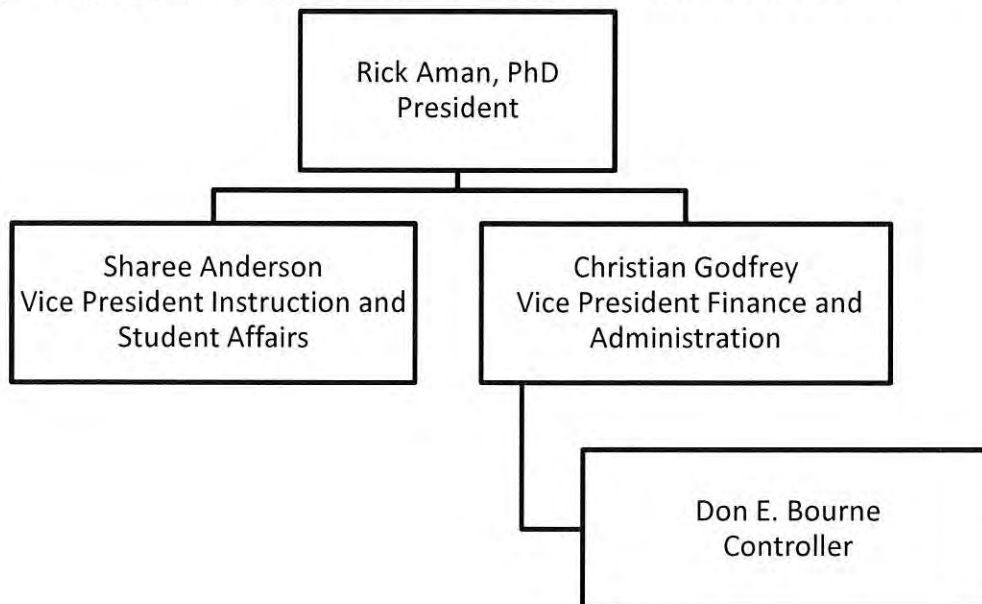 Rick Aman, PhD
President
Sharee Anderson
Vice President Instruction and
Student Affairs
Christian Godfrey
Vice President Finance and
Administration
Don E. Bourne
Controller